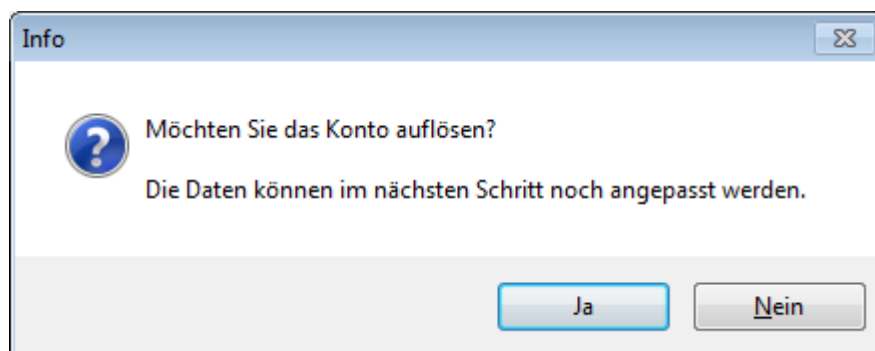 Info
Möchten Sie das Konto auflösen?
Die Daten können im nächsten Schritt noch angepasst werden.
Ja
Nein